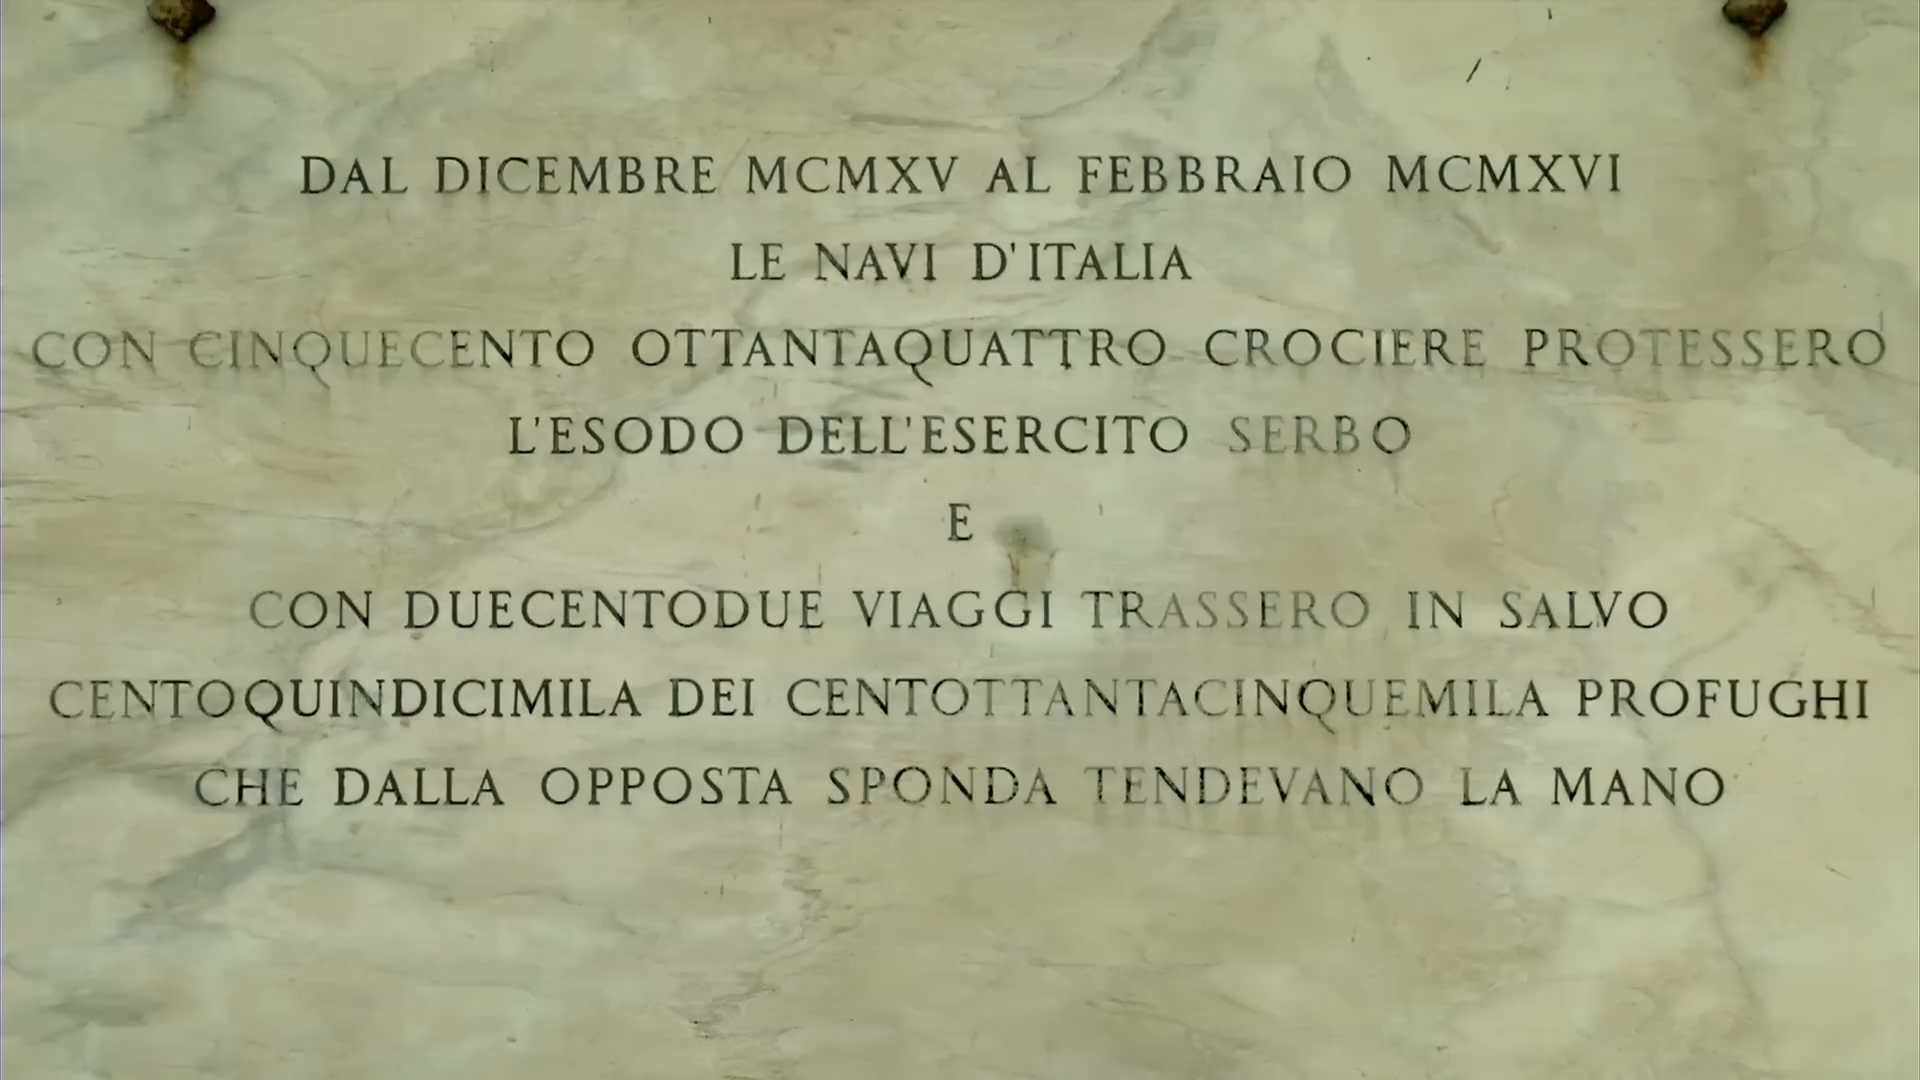 DAL DICEMBRE MCMXV AL FEBBRAIO MCMXVI
LE NAVI D'ITALIA
CON CINQUECENTO OTTANTAQUATTRO CROCIERE PROTESSERO
L'ESODO DELL'ESERCITO SERBO
E
CON DUECENTODUE VIAGGI TRASSERO IN SALVO
CENTOQUINDICIMILA DEI CENTOTTANTACINQUEMILA PROFUGHI
CHE DALLA OPPOSTA SPONDA TENDEVANO LA MANO